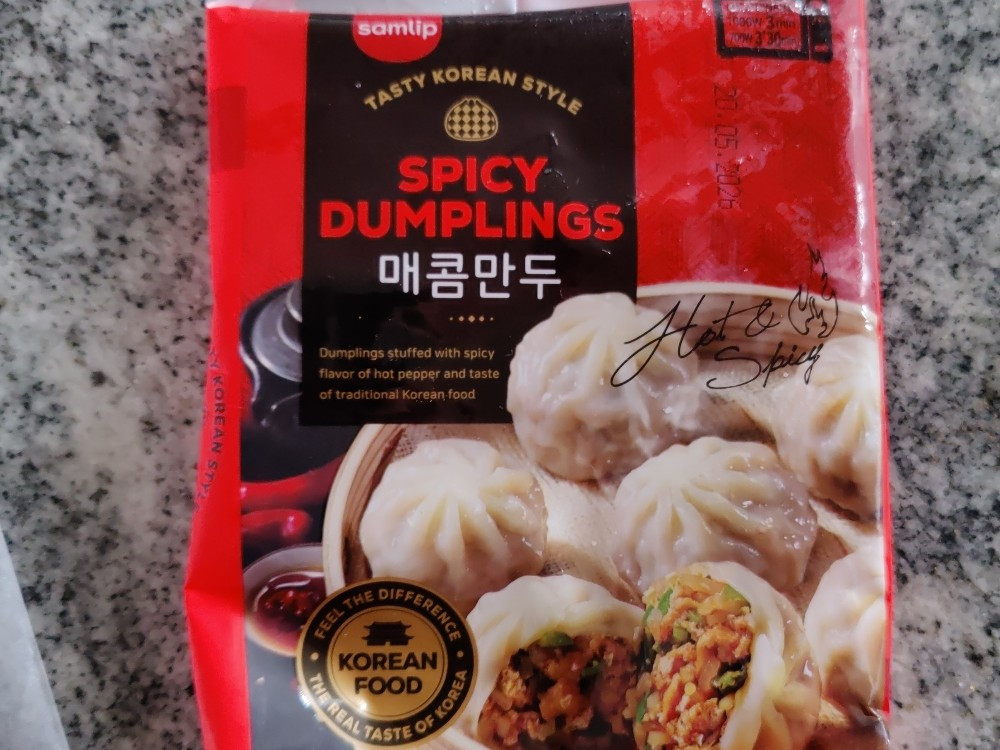 samlip
TASTY KOREAN STYLE
SPICY
DUMPLINGS
매콤만두
Dumplings stuffed with spicy
flavor of hot pepper and taste
of traditional Korean food
Hot &
Spicy
20.05.2026
KOREAN STY
FEEL THE DIFFERENCE
KOREAN
FOOD
THE REAL TASTE OF KOREA